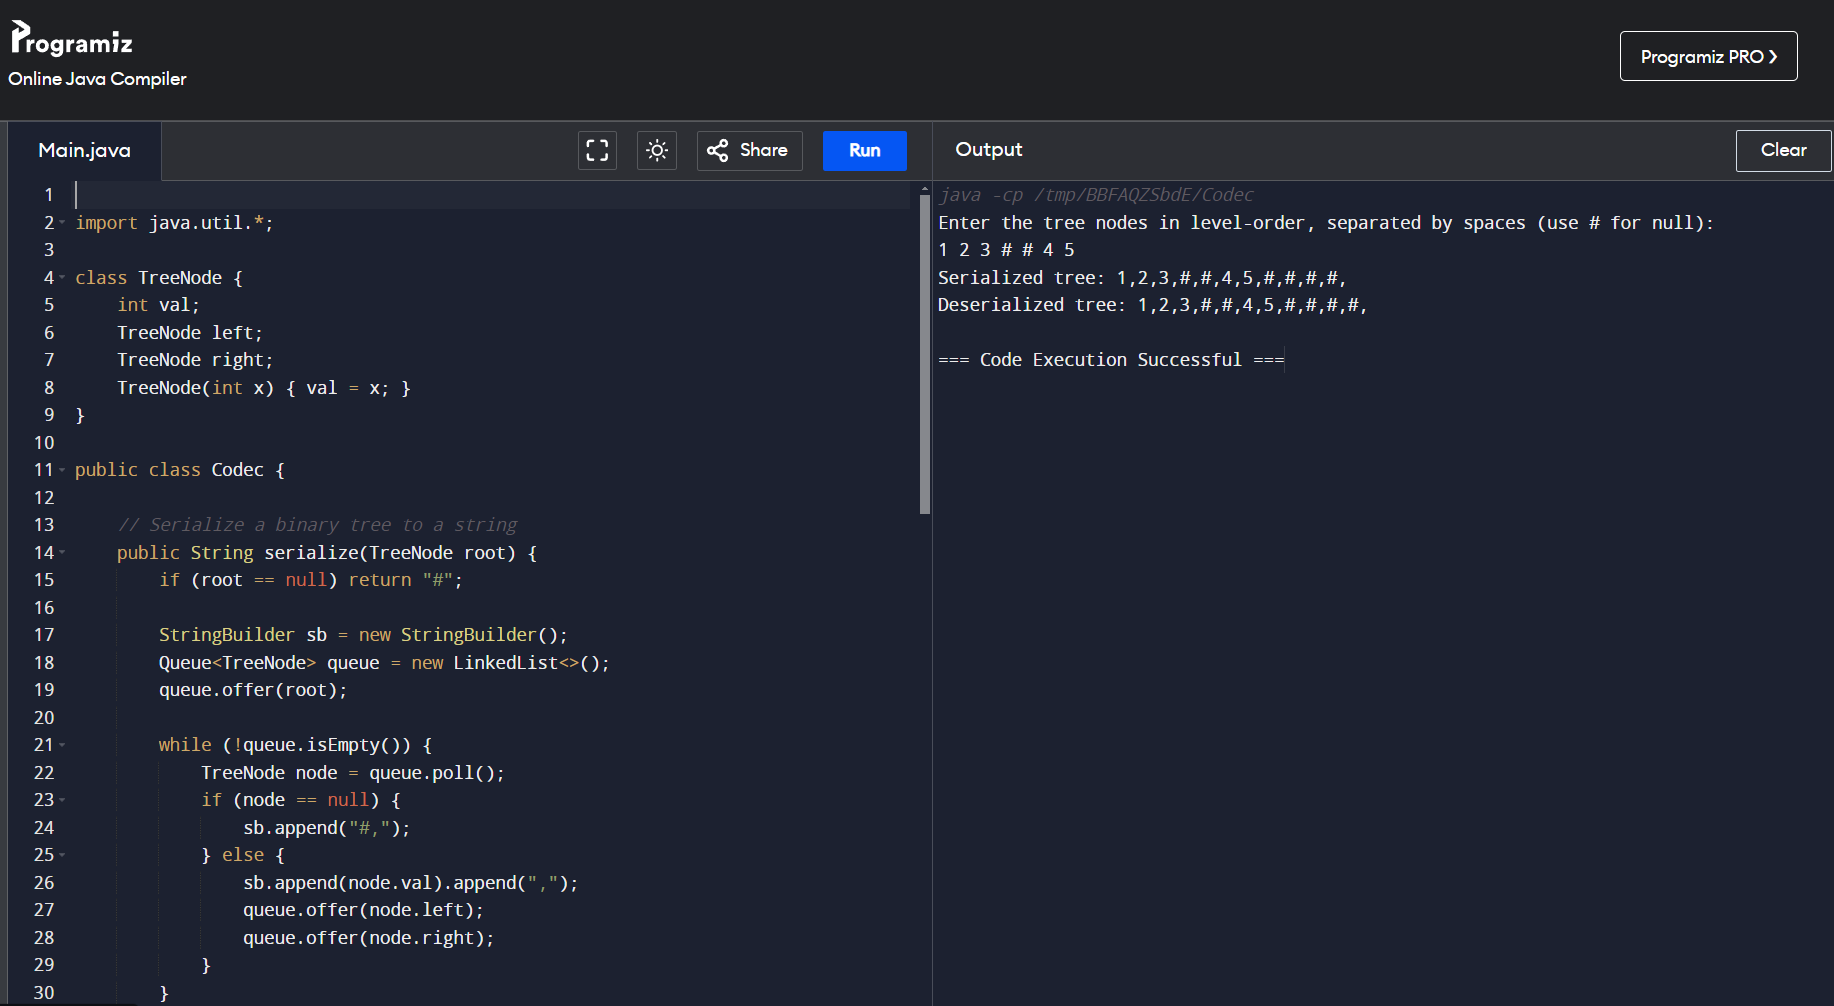 Programiz
Online Java Compiler
Programiz PRO ❯
Main.java
Share
Run
Output
Clear
1
2 import java.util.*;
3
4 class TreeNode {
5     int val;
6     TreeNode left;
7     TreeNode right;
8     TreeNode(int x) { val = x; }
9 }
10
11 public class Codec {
12
13     // Serialize a binary tree to a string
14     public String serialize(TreeNode root) {
15         if (root == null) return "#";
16
17         StringBuilder sb = new StringBuilder();
18         Queue<TreeNode> queue = new LinkedList<>();
19         queue.offer(root);
20
21         while (!queue.isEmpty()) {
22             TreeNode node = queue.poll();
23             if (node == null) {
24                 sb.append("#,");
25             } else {
26                 sb.append(node.val).append(",");
27                 queue.offer(node.left);
28                 queue.offer(node.right);
29             }
30         }
java -cp /tmp/BBFAQZSbdE/Codec
Enter the tree nodes in level-order, separated by spaces (use # for null):
1 2 3 # # 4 5
Serialized tree: 1,2,3,#,#,4,5,#,#,#,#,
Deserialized tree: 1,2,3,#,#,4,5,#,#,#,#,
=== Code Execution Successful ===